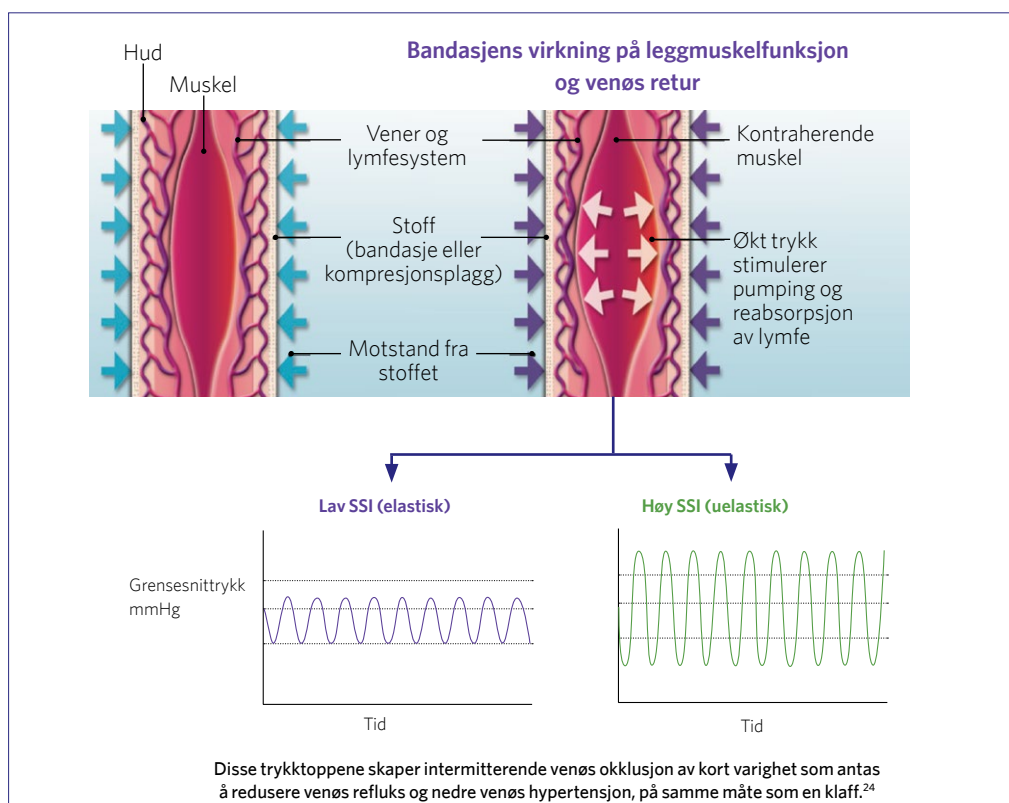 Hud
Muskel
Bandasjens virkning på leggmuskelfunksjon
og venøs retur
Vener og
lymfesystem
Kontraherende
muskel
Stoff
(bandasje eller
kompresjonsplagg)
Økt trykk
stimulerer
pumping og
reabsorpsjon
av lymfe
Motstand fra
stoffet
Lav SSI (elastisk)
Høy SSI (uelastisk)
Grensesnittrykk
mmHg
Tid
Tid
Disse trykktoppene skaper intermitterende venøs okklusjon av kort varighet som antas
å redusere venøs refluks og nedre venøs hypertensjon, på samme måte som en klaff.²⁴